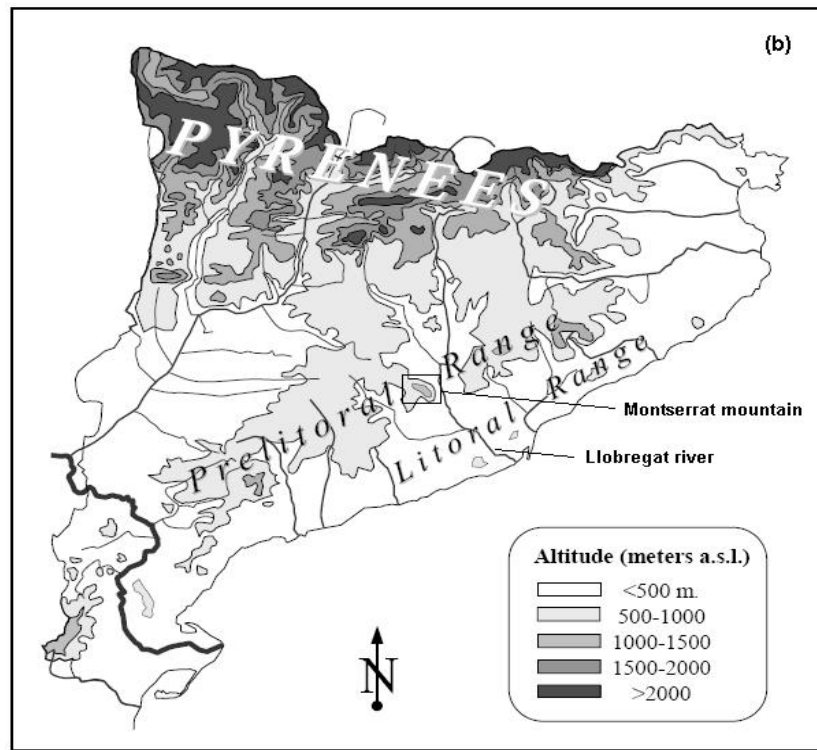 (b)
PYRENEES
Prelitoral Range
Litoral Range
Montserrat mountain
Llobregat river
Altitude (meters a.s.l.)
<500 m.
500-1000
1000-1500
1500-2000
>2000
N